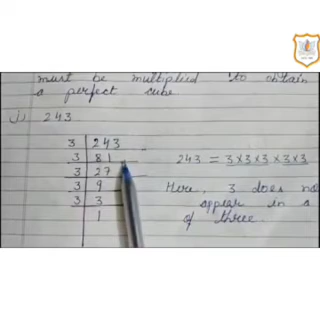 must be multiplied to obtain
a perfect cube
i) 243
3 243
3 81
3 27
3 9
3 3
1
243 = 3×3×3×3×3
Here, 3 does no
appear in a
of three.